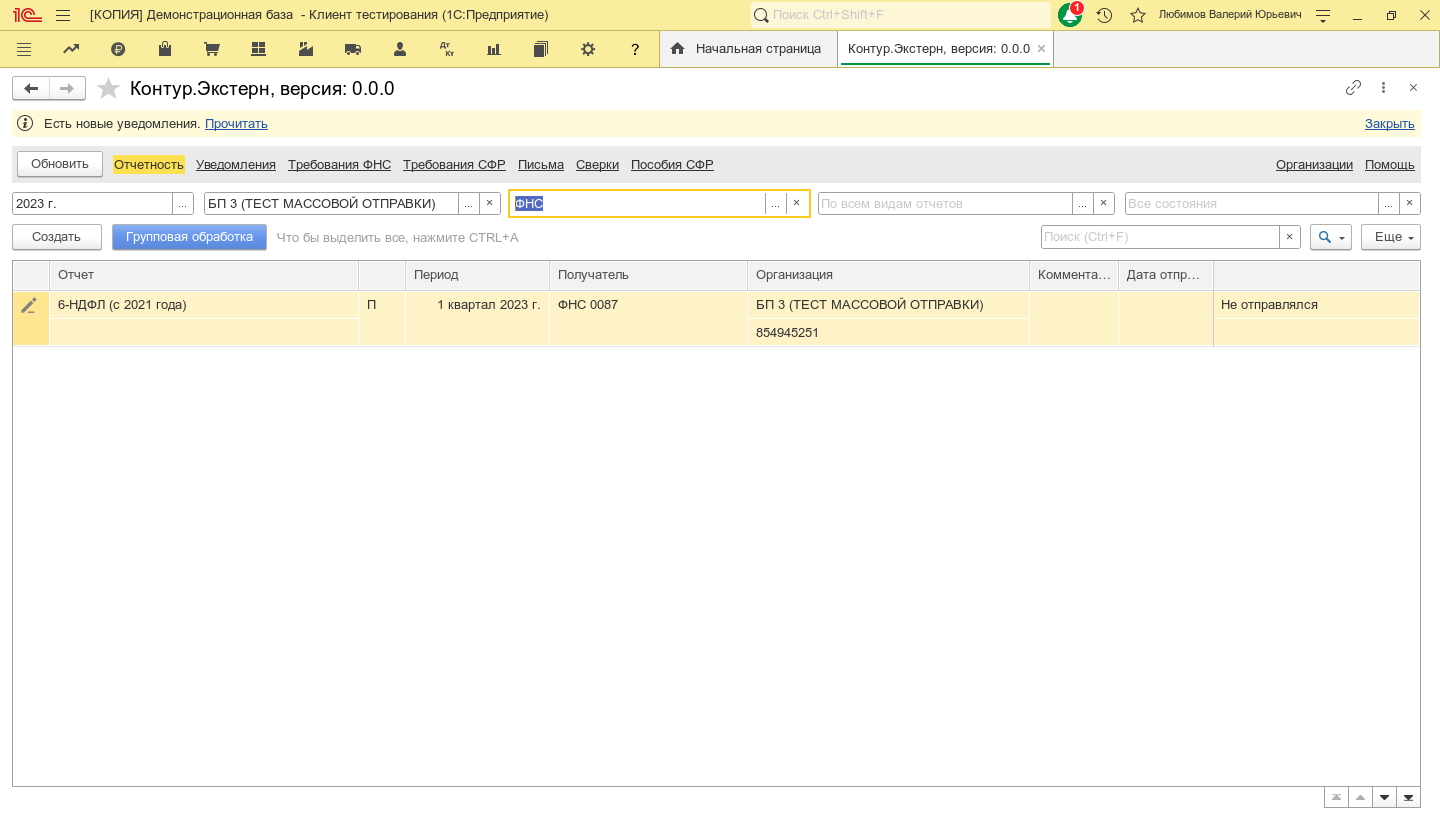 [КОПИЯ] Демонстрационная база - Клиент тестирования (1С:Предприятие)
Поиск Ctrl+Shift+F
1
Любимов Валерий Юрьевич
Дт Кт
?
Начальная страница
Контур.Экстерн, версия: 0.0.0 ×
Контур.Экстерн, версия: 0.0.0
Есть новые уведомления. Прочитать
Закрыть
Обновить
Отчетность
Уведомления
Требования ФНС
Требования СФР
Письма
Сверки
Пособия СФР
Организации
Помощь
2023 г.
...
БП 3 (ТЕСТ МАССОВОЙ ОТПРАВКИ)
... ×
ФНС
... ×
По всем видам отчетов
... ×
Все состояния
... ×
Создать
Групповая обработка
Что бы выделить все, нажмите CTRL+A
Поиск (Ctrl+F)
×
Еще
Отчет
Период
Получатель
Организация
Коммента...
Дата отпр...
6-НДФЛ (с 2021 года)
П
1 квартал 2023 г.
ФНС 0087
БП 3 (ТЕСТ МАССОВОЙ ОТПРАВКИ)
Не отправлялся
854945251